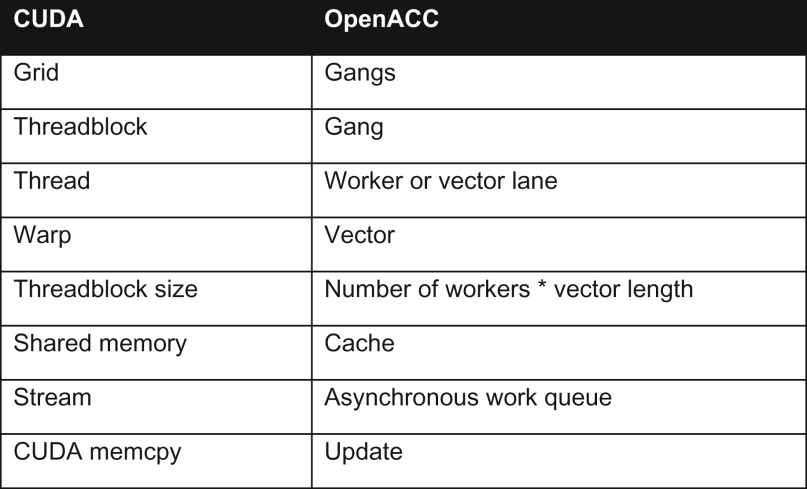 CUDA OpenACC
Grid Gangs
Threadblock Gang
Thread Worker or vector lane
Warp Vector
Threadblock size Number of workers * vector length
Shared memory Cache
Stream Asynchronous work queue
CUDA memcpy Update